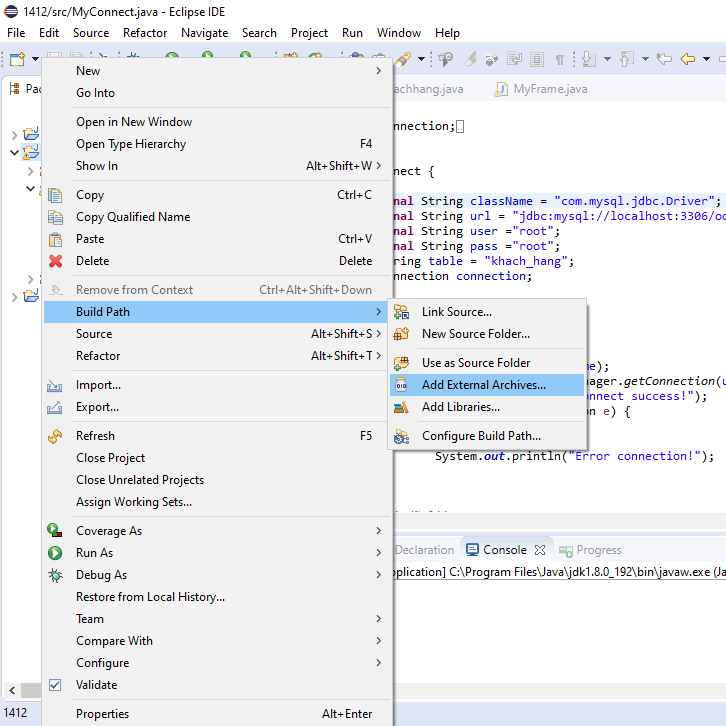 1412/src/MyConnect.java - Eclipse IDE
File Edit Source Refactor Navigate Search Project Run Window Help
achhang.java MyFrame.java
New
Go Into
Open in New Window
Open Type Hierarchy F4
Show In Alt+Shift+W
Copy Ctrl+C
Copy Qualified Name
Paste Ctrl+V
Delete Delete
Remove from Context Ctrl+Alt+Shift+Down
Build Path
Source Alt+Shift+S
Refactor Alt+Shift+T
Import...
Export...
Refresh F5
Close Project
Close Unrelated Projects
Assign Working Sets...
Coverage As
Run As
Debug As
Restore from Local History...
Team
Compare With
Configure
Validate
Properties Alt+Enter
Link Source...
New Source Folder...
Use as Source Folder
Add External Archives...
Add Libraries...
Configure Build Path...
nnection;
nect {
nal String className = "com.mysql.jdbc.Driver";
nal String url = "jdbc:mysql://localhost:3306/oc
nal String user ="root";
nal String pass ="root";
ring table = "khach_hang";
nnection connection;
e);
nager.getConnection(u
nnect success!");
on e) {
System.out.println("Error connection!");
Declaration Console Progress
plication] C:\Program Files\Java\jdk1.8.0_192\bin\javaw.exe (Ja
1412